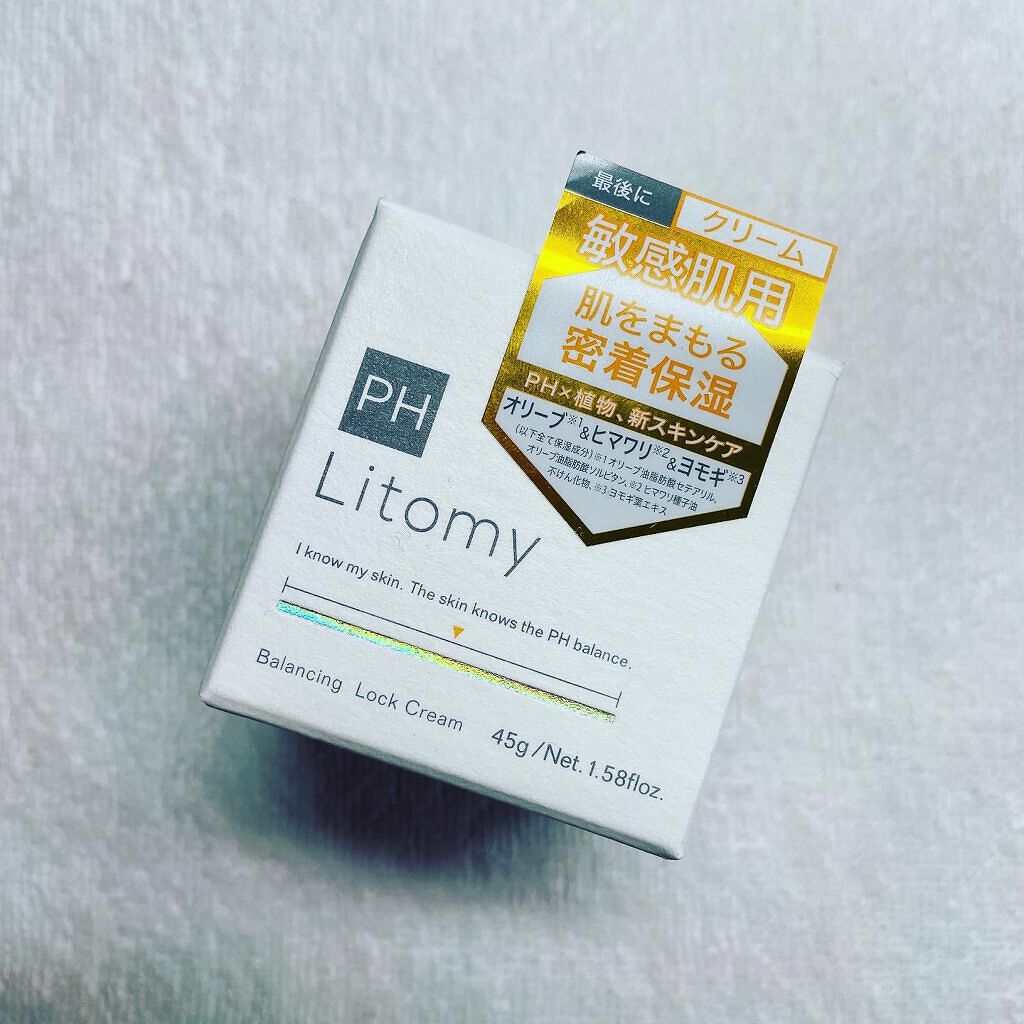 最後に
クリーム
敏感肌用
肌をまもる
密着保湿
PH×植物、新スキンケア
オリーブ※1&ヒマワリ※2&ヨモギ※3
(以下全て保湿成分)※1 オリーブ油脂肪酸セテアリル、
オリーブ油脂肪酸ソルビタン、※2 ヒマワリ種子油
不けん化物、※3 ヨモギ葉エキス
PH
Litomy
I know my skin. The skin knows the PH balance.
Balancing Lock Cream 45g/Net.1.58floz.